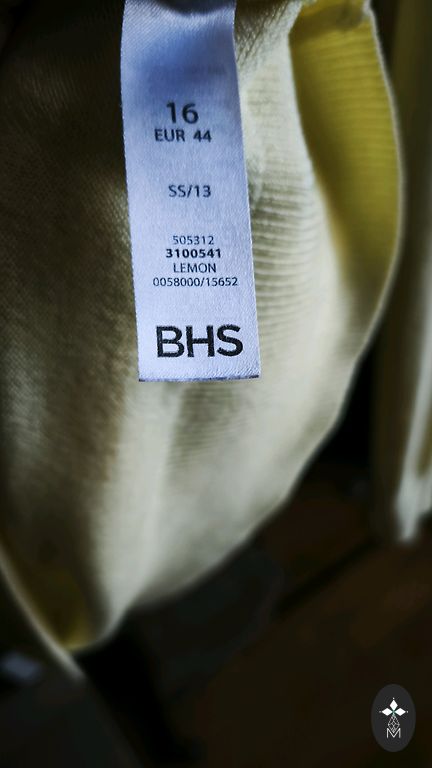 16
EUR 44
SS/13
505312
3100541
LEMON
0058000/15652
BHS
M